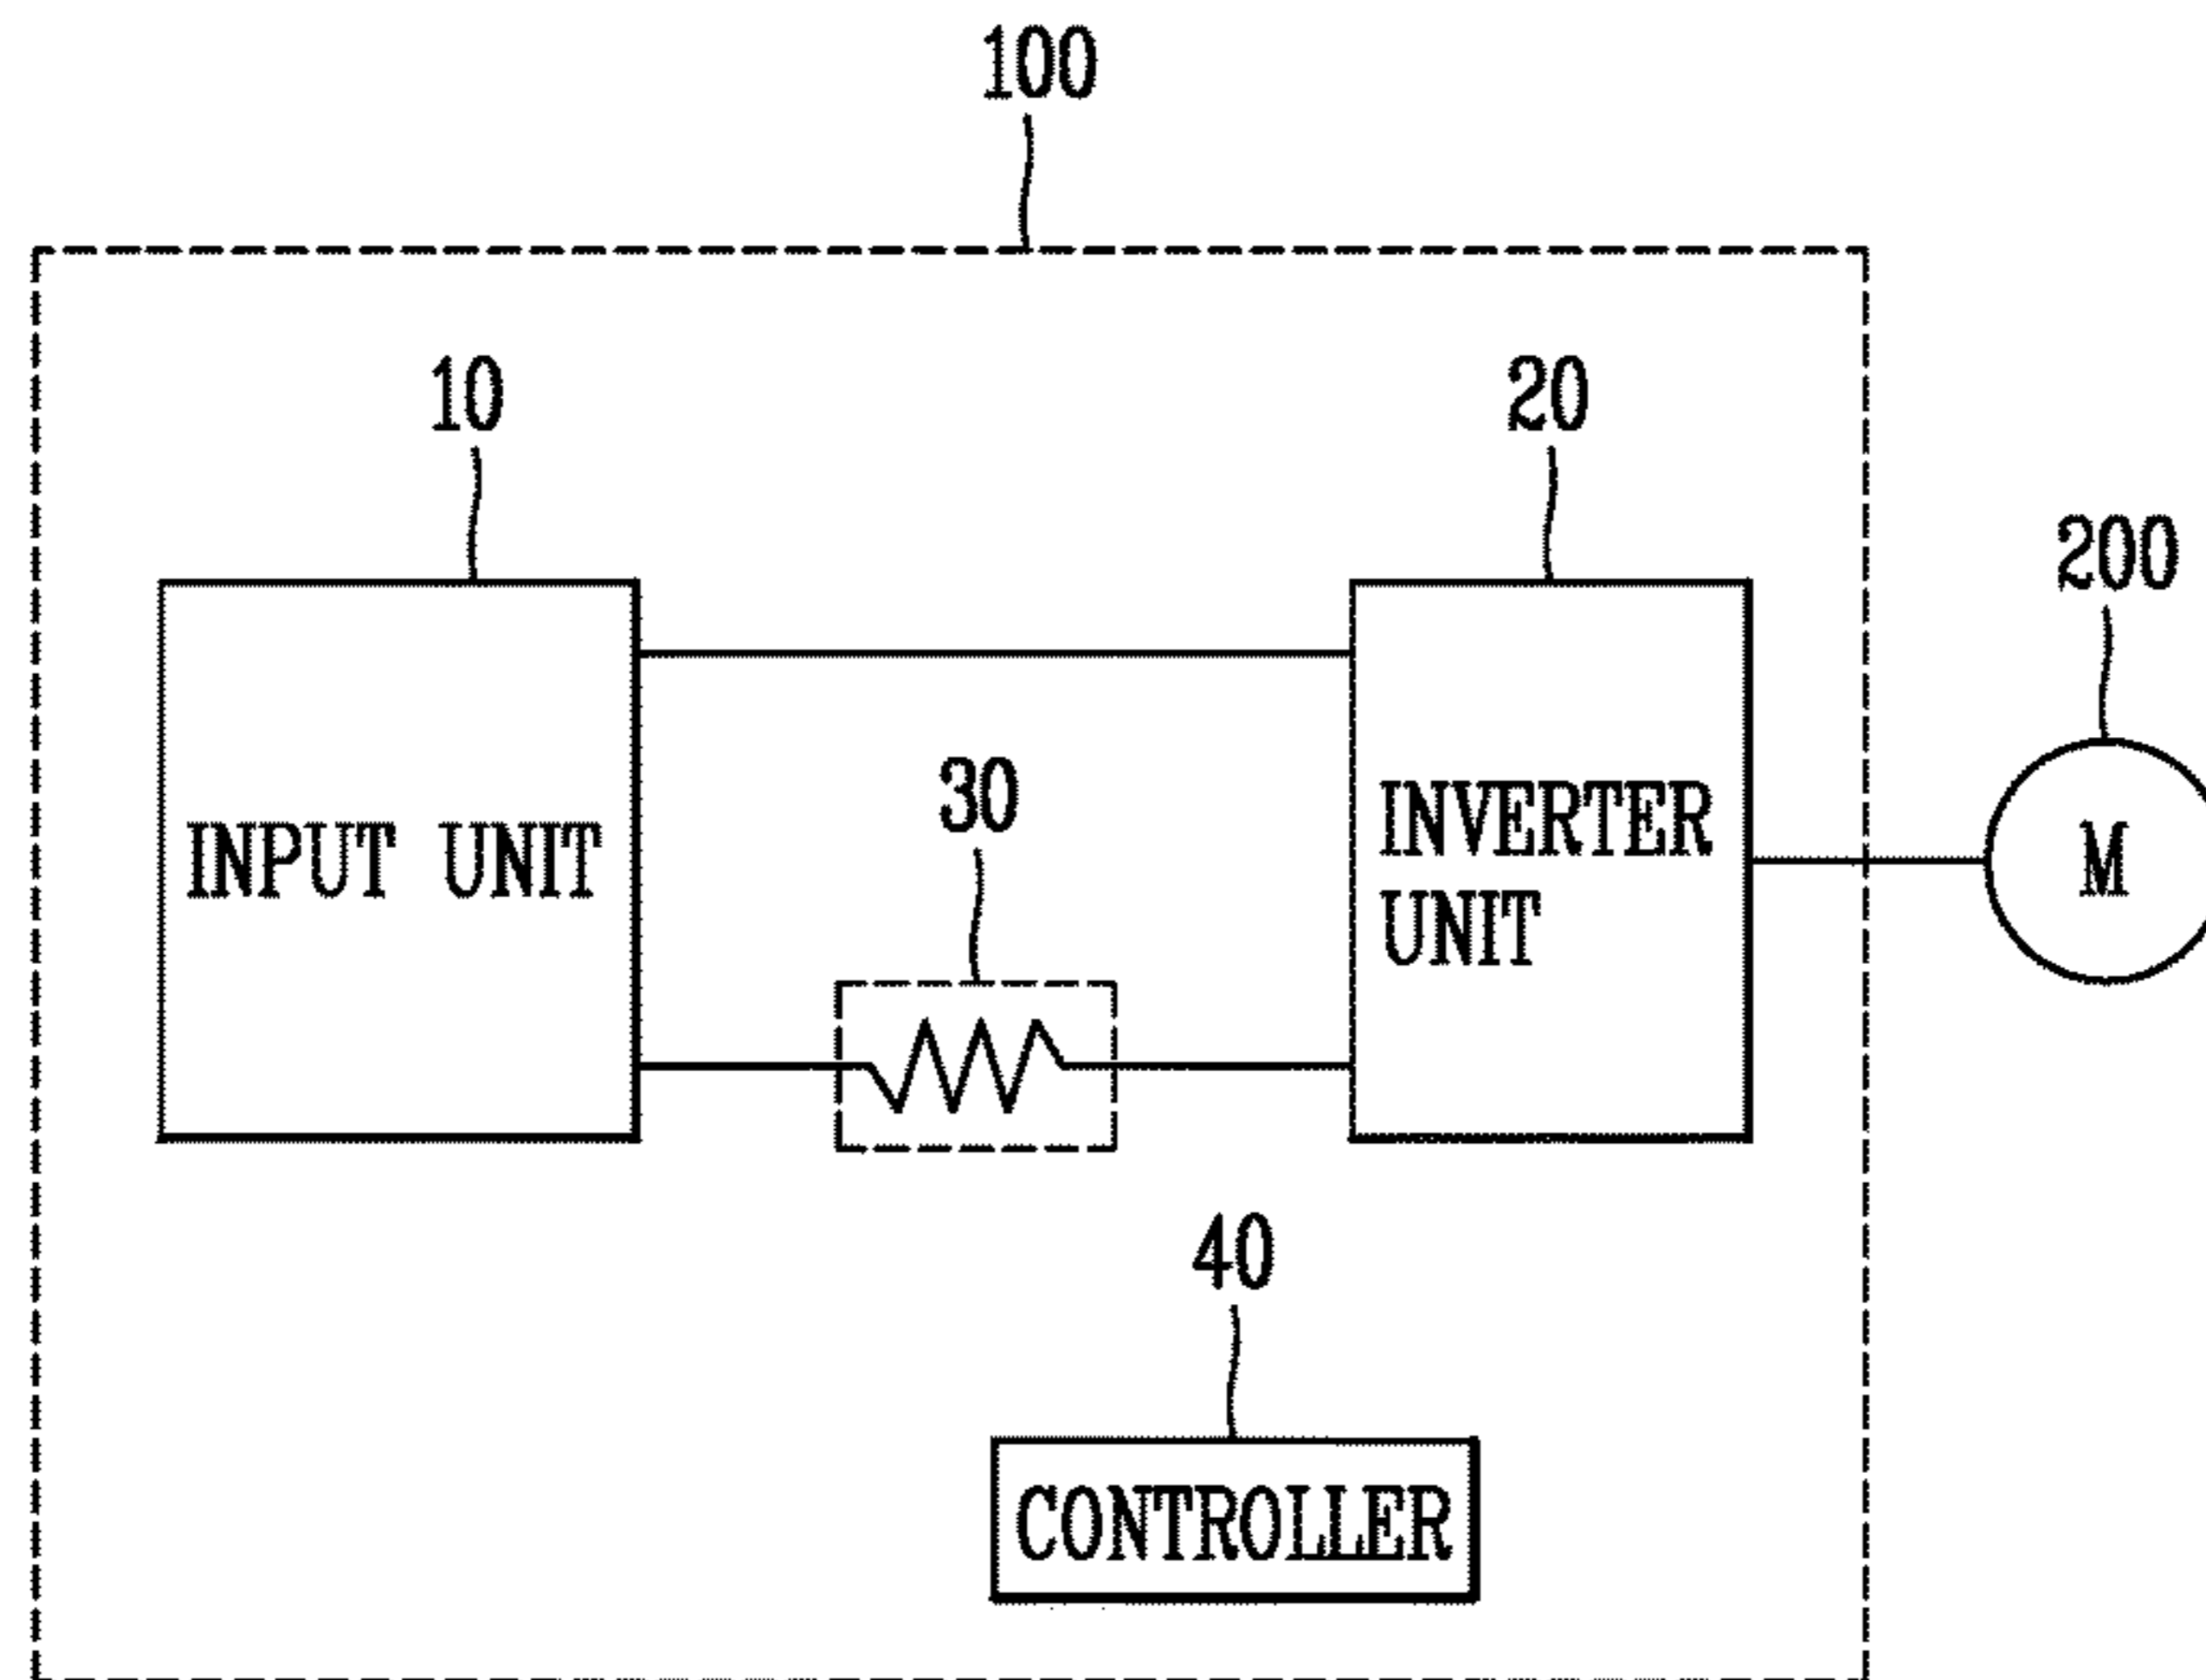 100
10
20
200
INPUT UNIT
30
INVERTER
UNIT
M
40
CONTROLLER